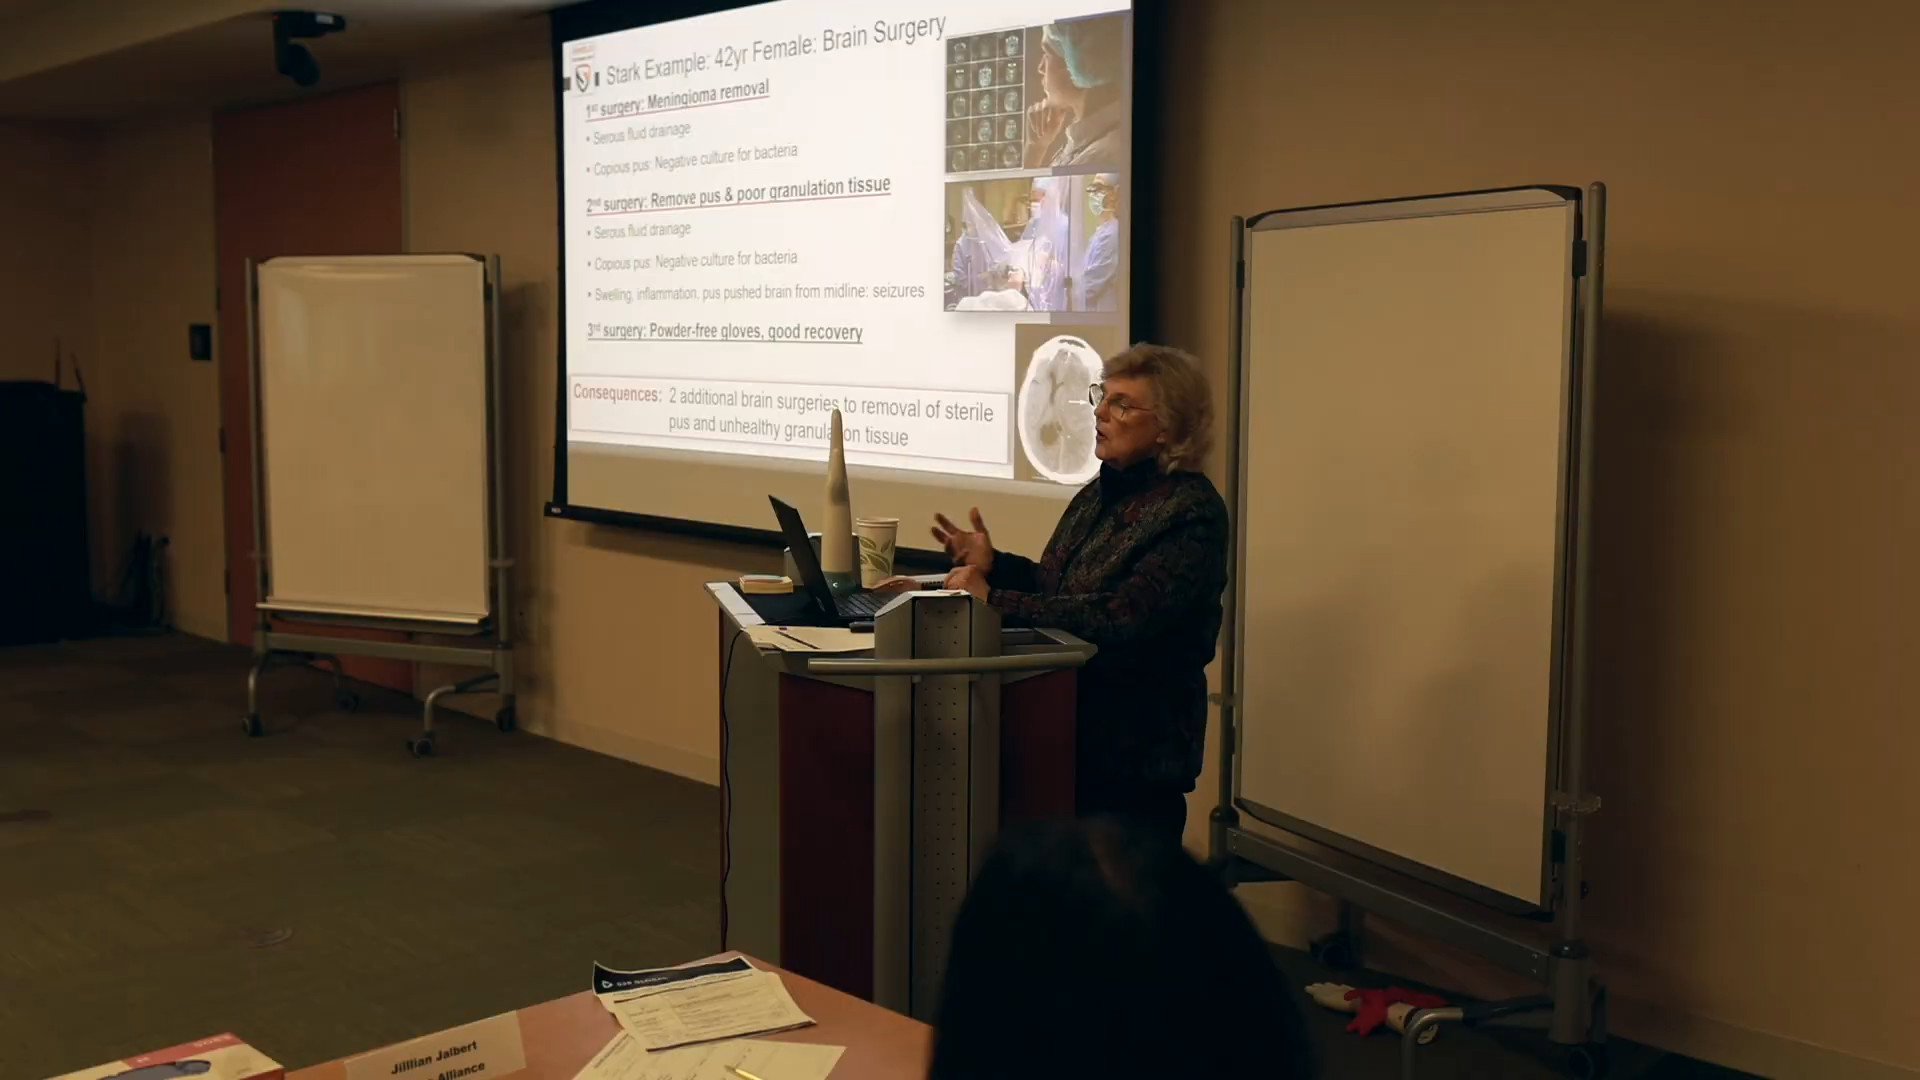 Stark Example: 42yr Female: Brain Surgery
1st surgery: Meningioma removal
• Serous fluid drainage
• Copious pus: Negative culture for bacteria
2nd surgery: Remove pus & poor granulation tissue
• Serous fluid drainage
• Copious pus: Negative culture for bacteria
• Swelling, inflammation, pus pushed brain from midline: seizures
3rd surgery: Powder-free gloves, good recovery
Consequences: 2 additional brain surgeries to removal of sterile
pus and unhealthy granulation tissue
Jilllian Jalbert
Alliance